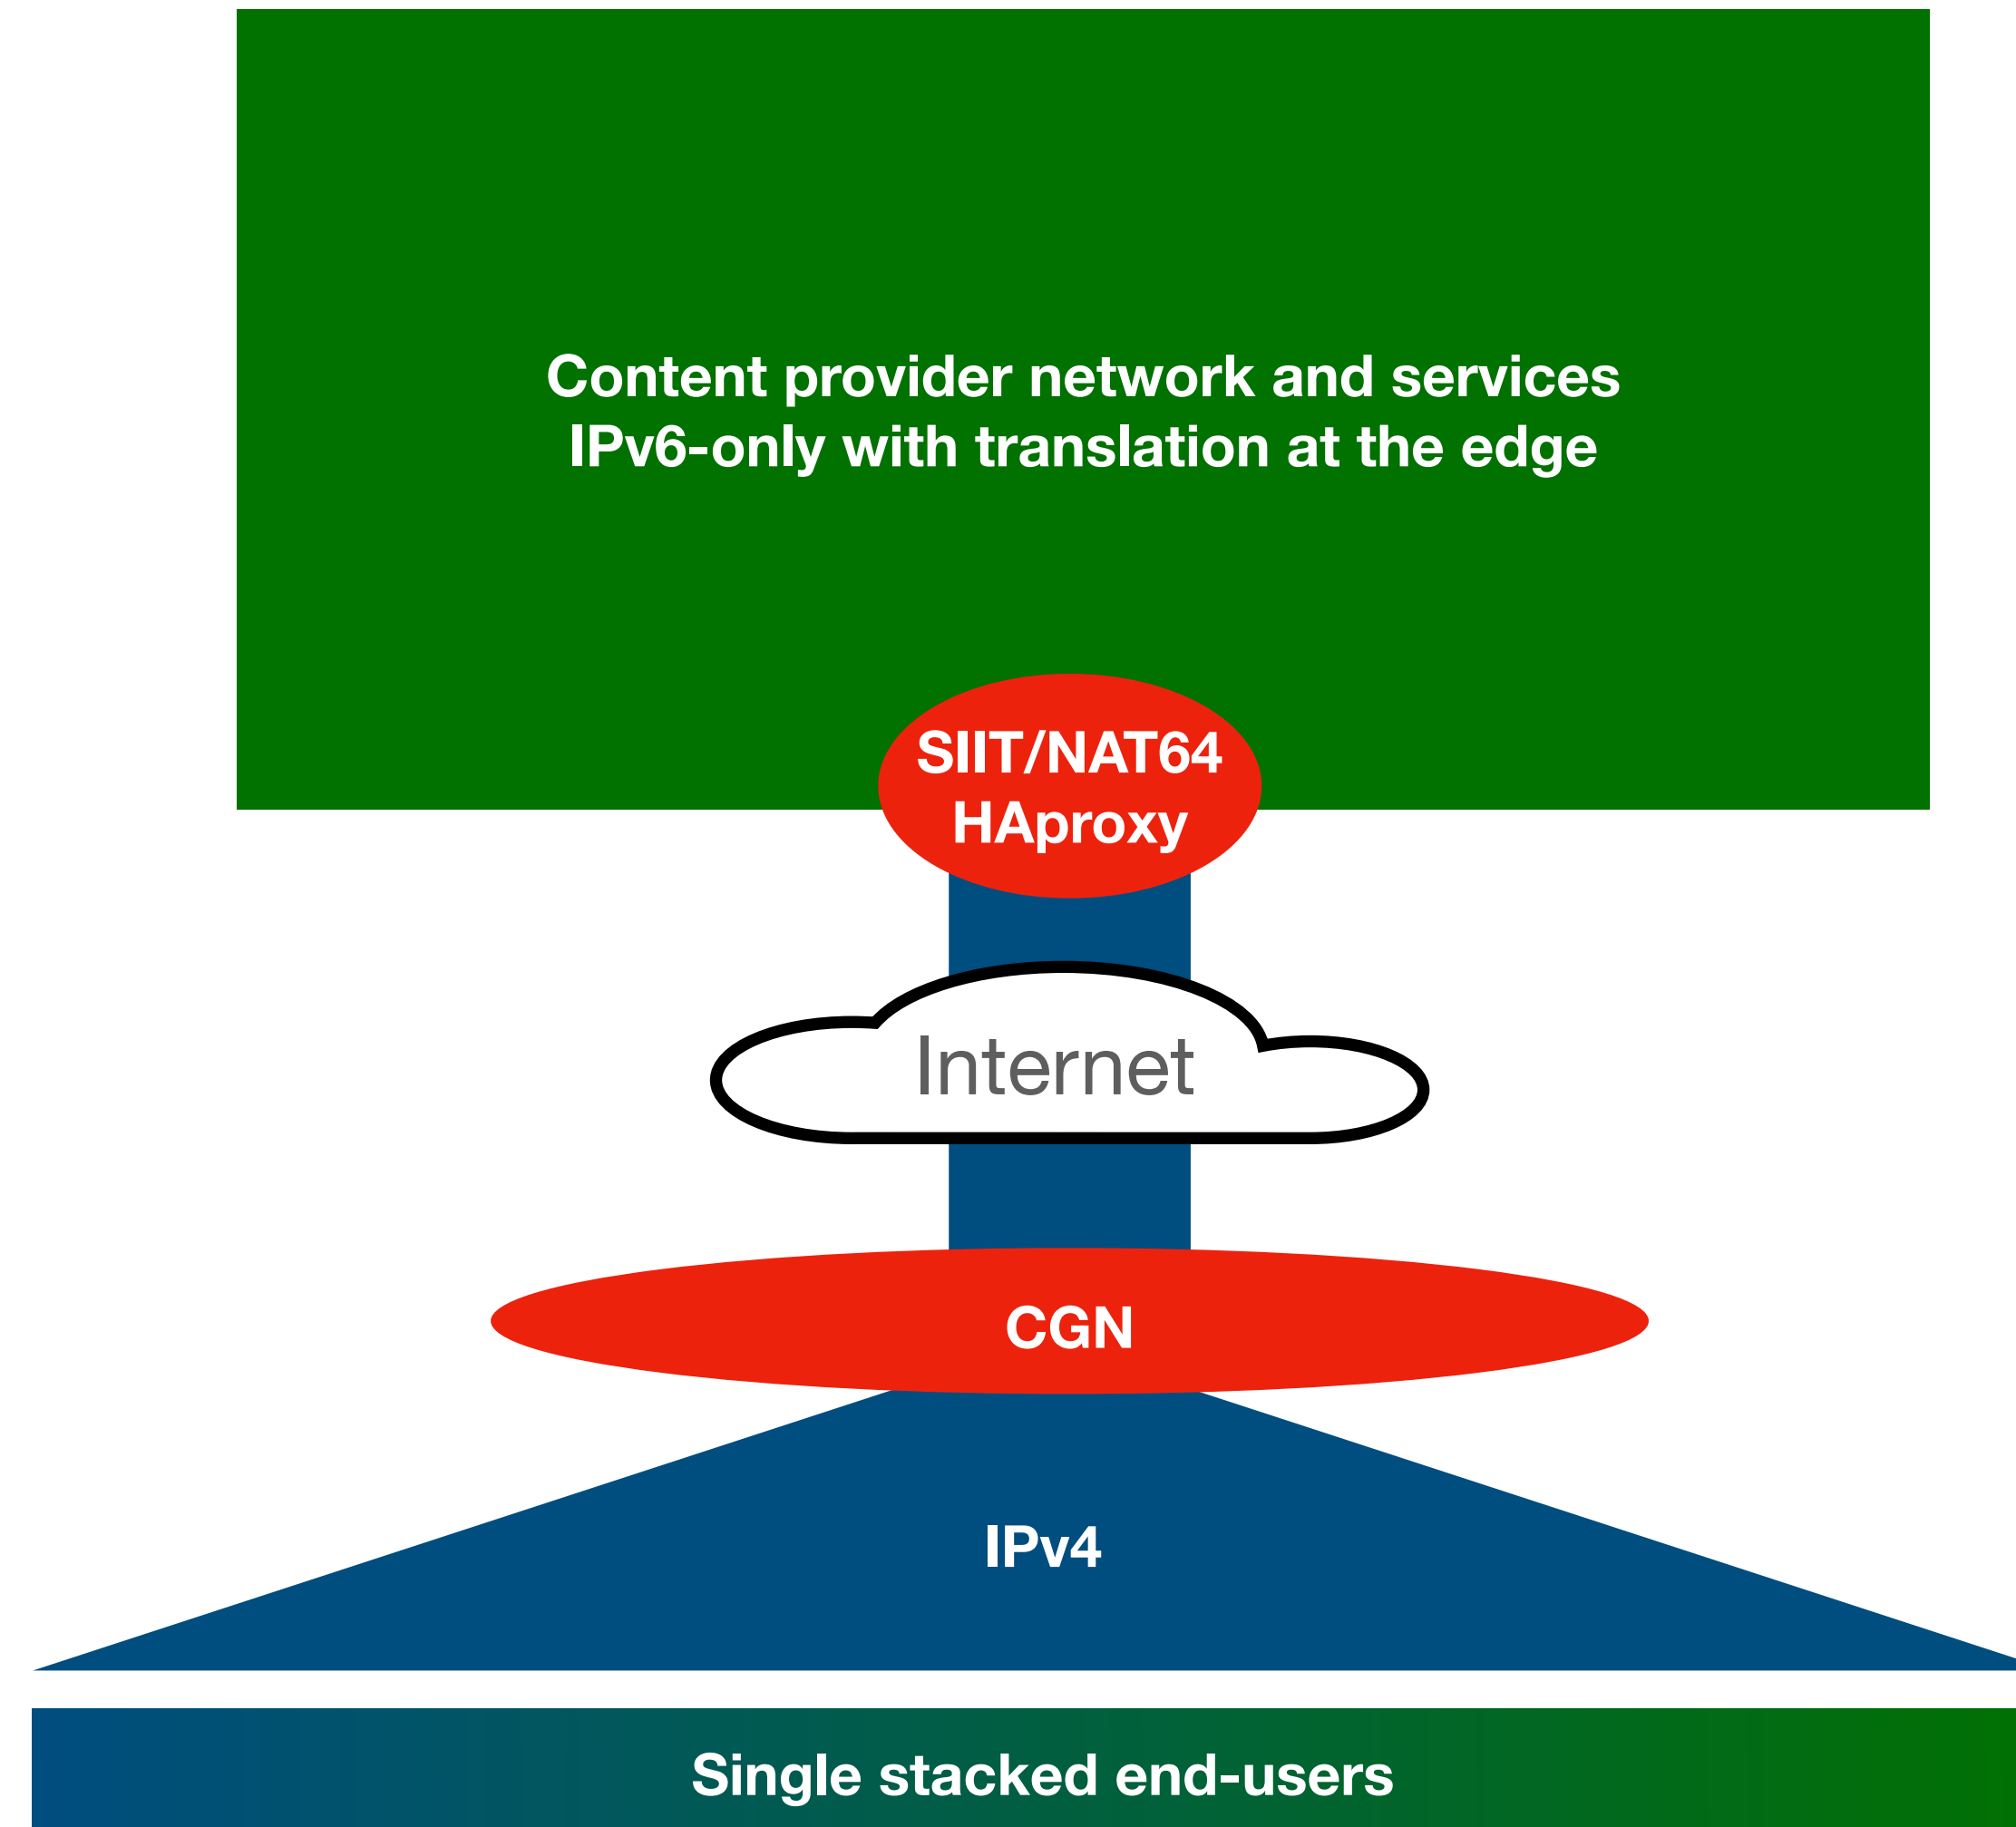 Content provider network and services
IPv6-only with translation at the edge
SIIT/NAT64
HAproxy
Internet
CGN
IPv4
Single stacked end-users